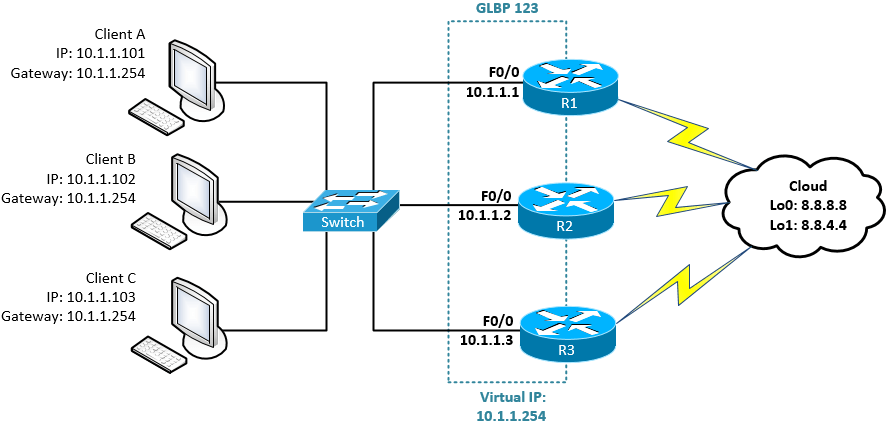 GLBP 123
Client A
IP: 10.1.1.101
Gateway: 10.1.1.254
F0/0
10.1.1.1
R1
Client B
IP: 10.1.1.102
Gateway: 10.1.1.254
Switch
F0/0
10.1.1.2
R2
Cloud
Lo0: 8.8.8.8
Lo1: 8.8.4.4
Client C
IP: 10.1.1.103
Gateway: 10.1.1.254
F0/0
10.1.1.3
R3
Virtual IP:
10.1.1.254